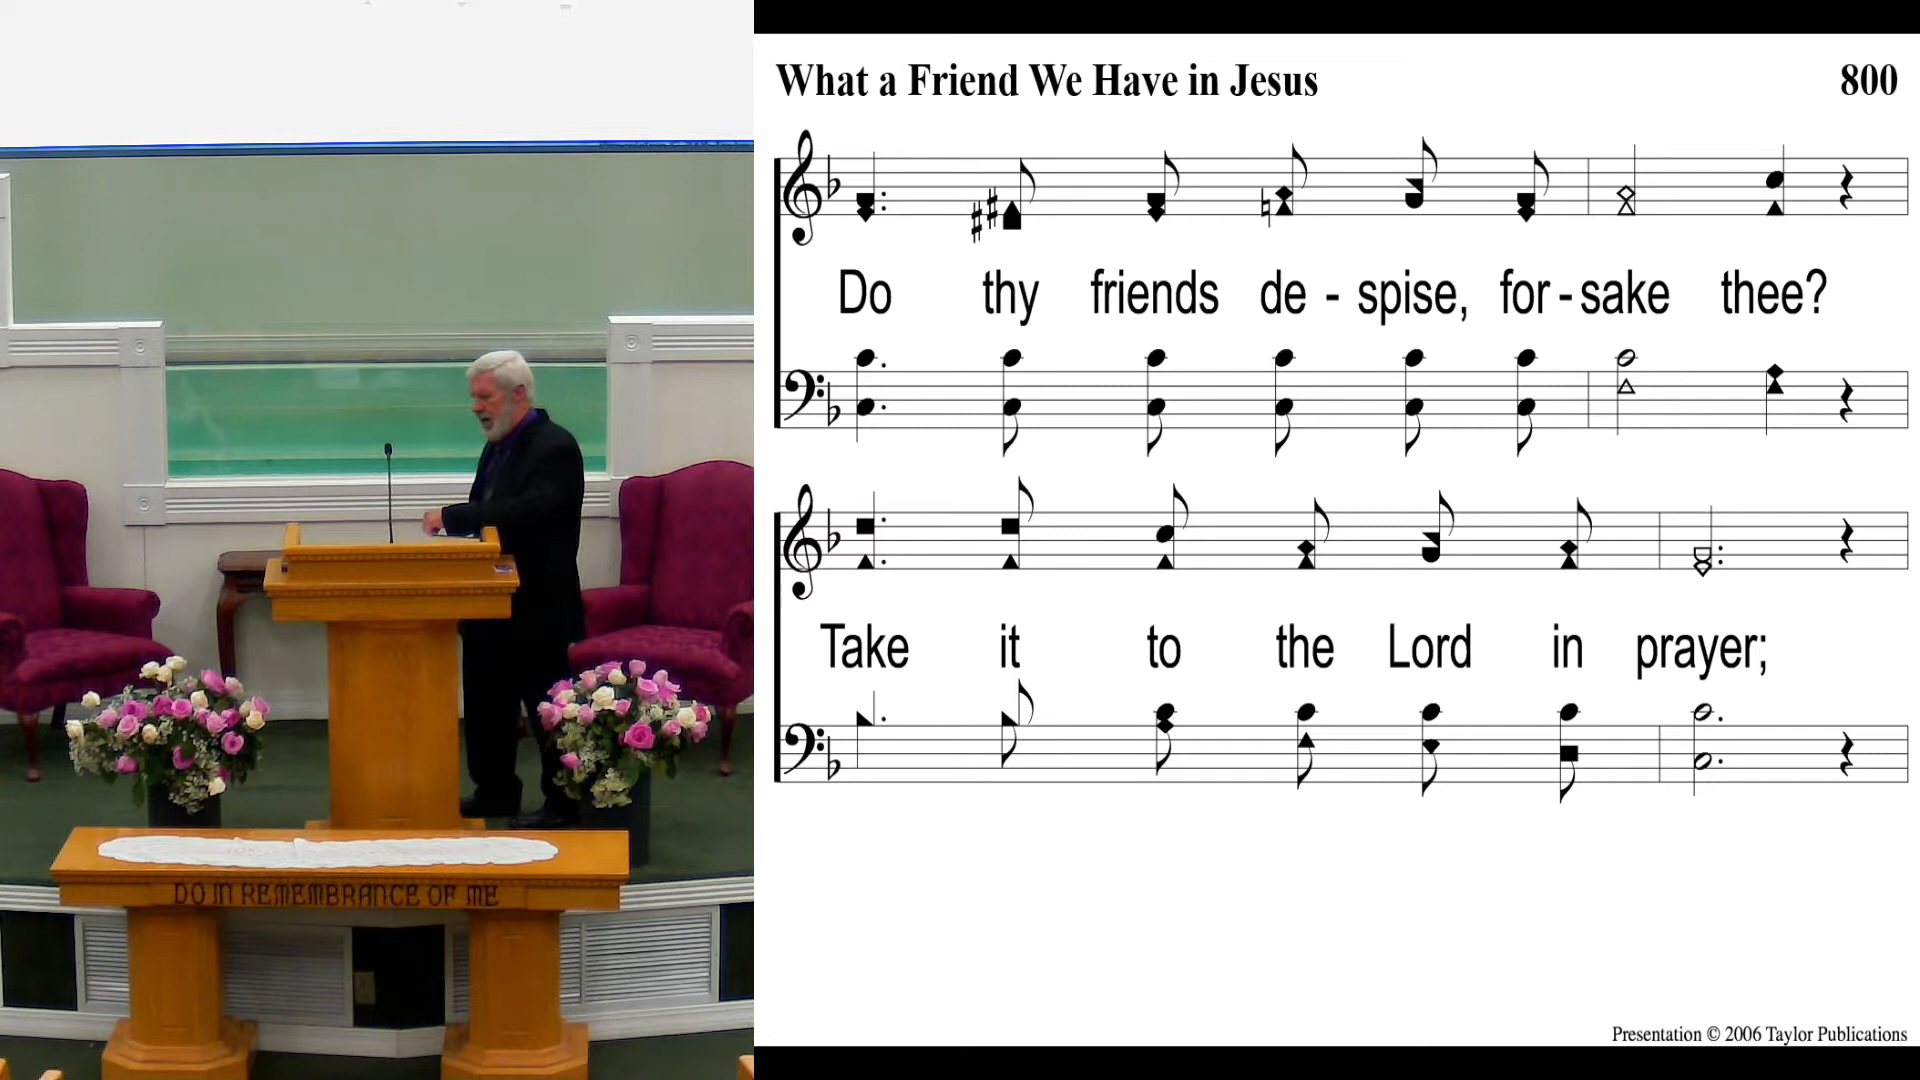 What a Friend We Have in Jesus 800
Do thy friends de - spise, for - sake thee?
Take it to the Lord in prayer;
DO IN REMEMBRANCE OF ME
Presentation © 2006 Taylor Publications